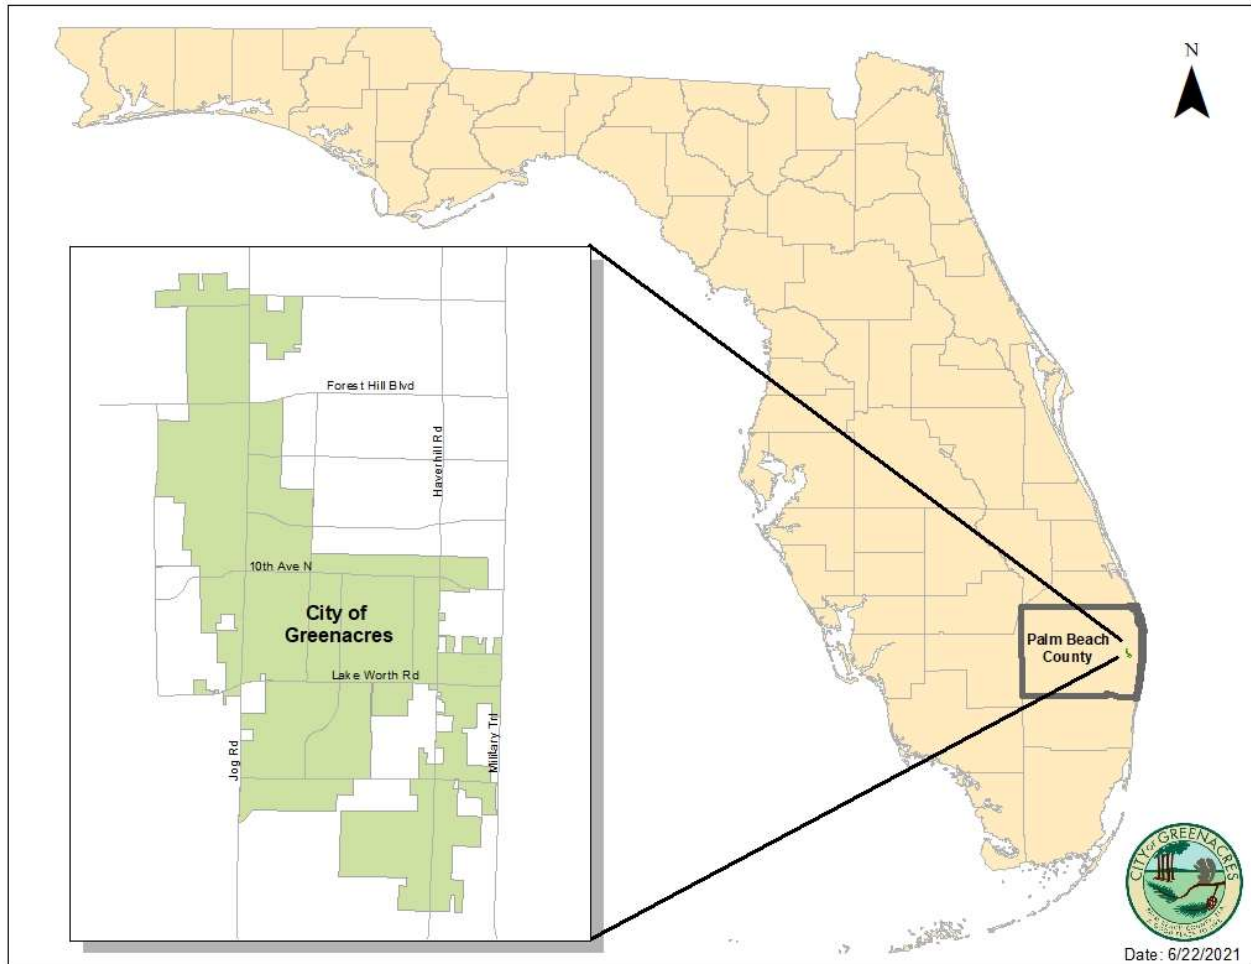 N
Forest Hill Blvd
Haverhill Rd
10th Ave N
City of
Greenacres
Lake Worth Rd
Jog Rd
Military Trl
Palm Beach
County
CITY OF GREENACRES
Date: 6/22/2021